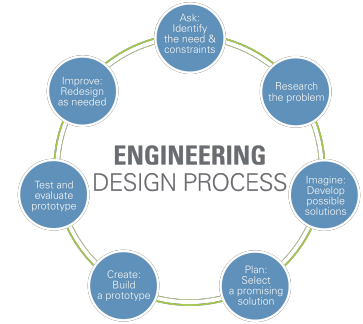 Ask:
Identify
the need &
constraints
Research
the problem
Imagine:
Develop
possible
solutions
Plan:
Select
a promising
solution
Create:
Build
a prototype
Test and
evaluate
prototype
Improve:
Redesign
as needed
ENGINEERING
DESIGN PROCESS